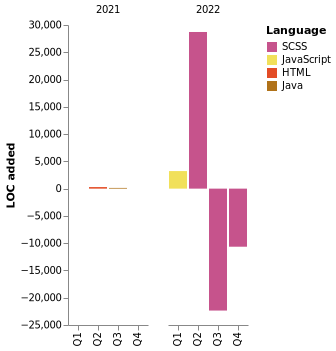 2021 2022
Language
SCSS
JavaScript
HTML
Java
LOC added
30,000
25,000
20,000
15,000
10,000
5,000
0
−5,000
−10,000
−15,000
−20,000
−25,000
Q1 Q2 Q3 Q4 Q1 Q2 Q3 Q4